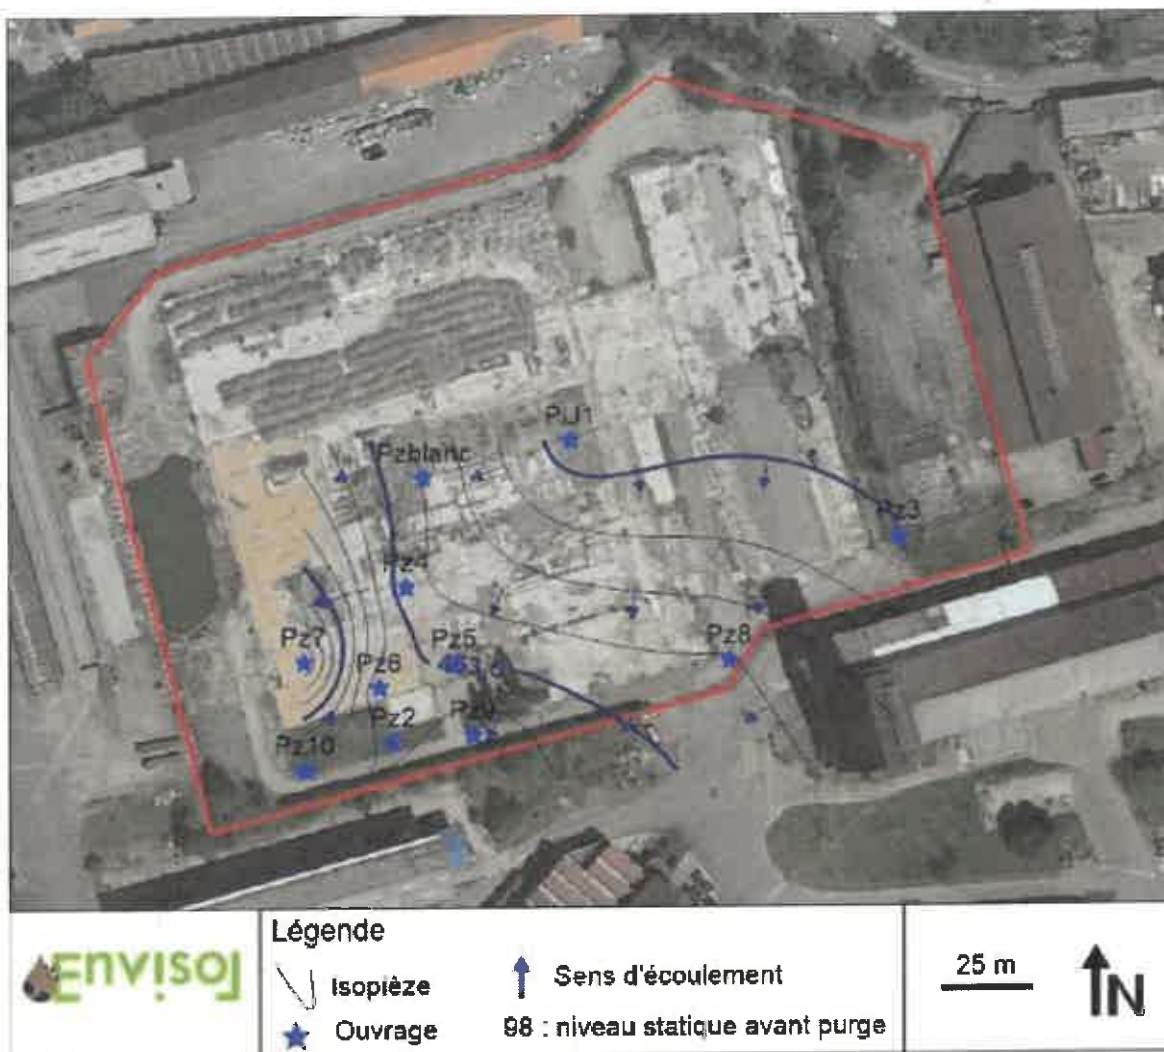 PiJ1
Pzblanc
Pz3
Pz4
Pz5
Pz8
Pz7
Pz6
Pz2
Pz10
Envisol
Légende
Isopièze
Sens d'écoulement
25 m
N
Ouvrage
98 : niveau statique avant purge